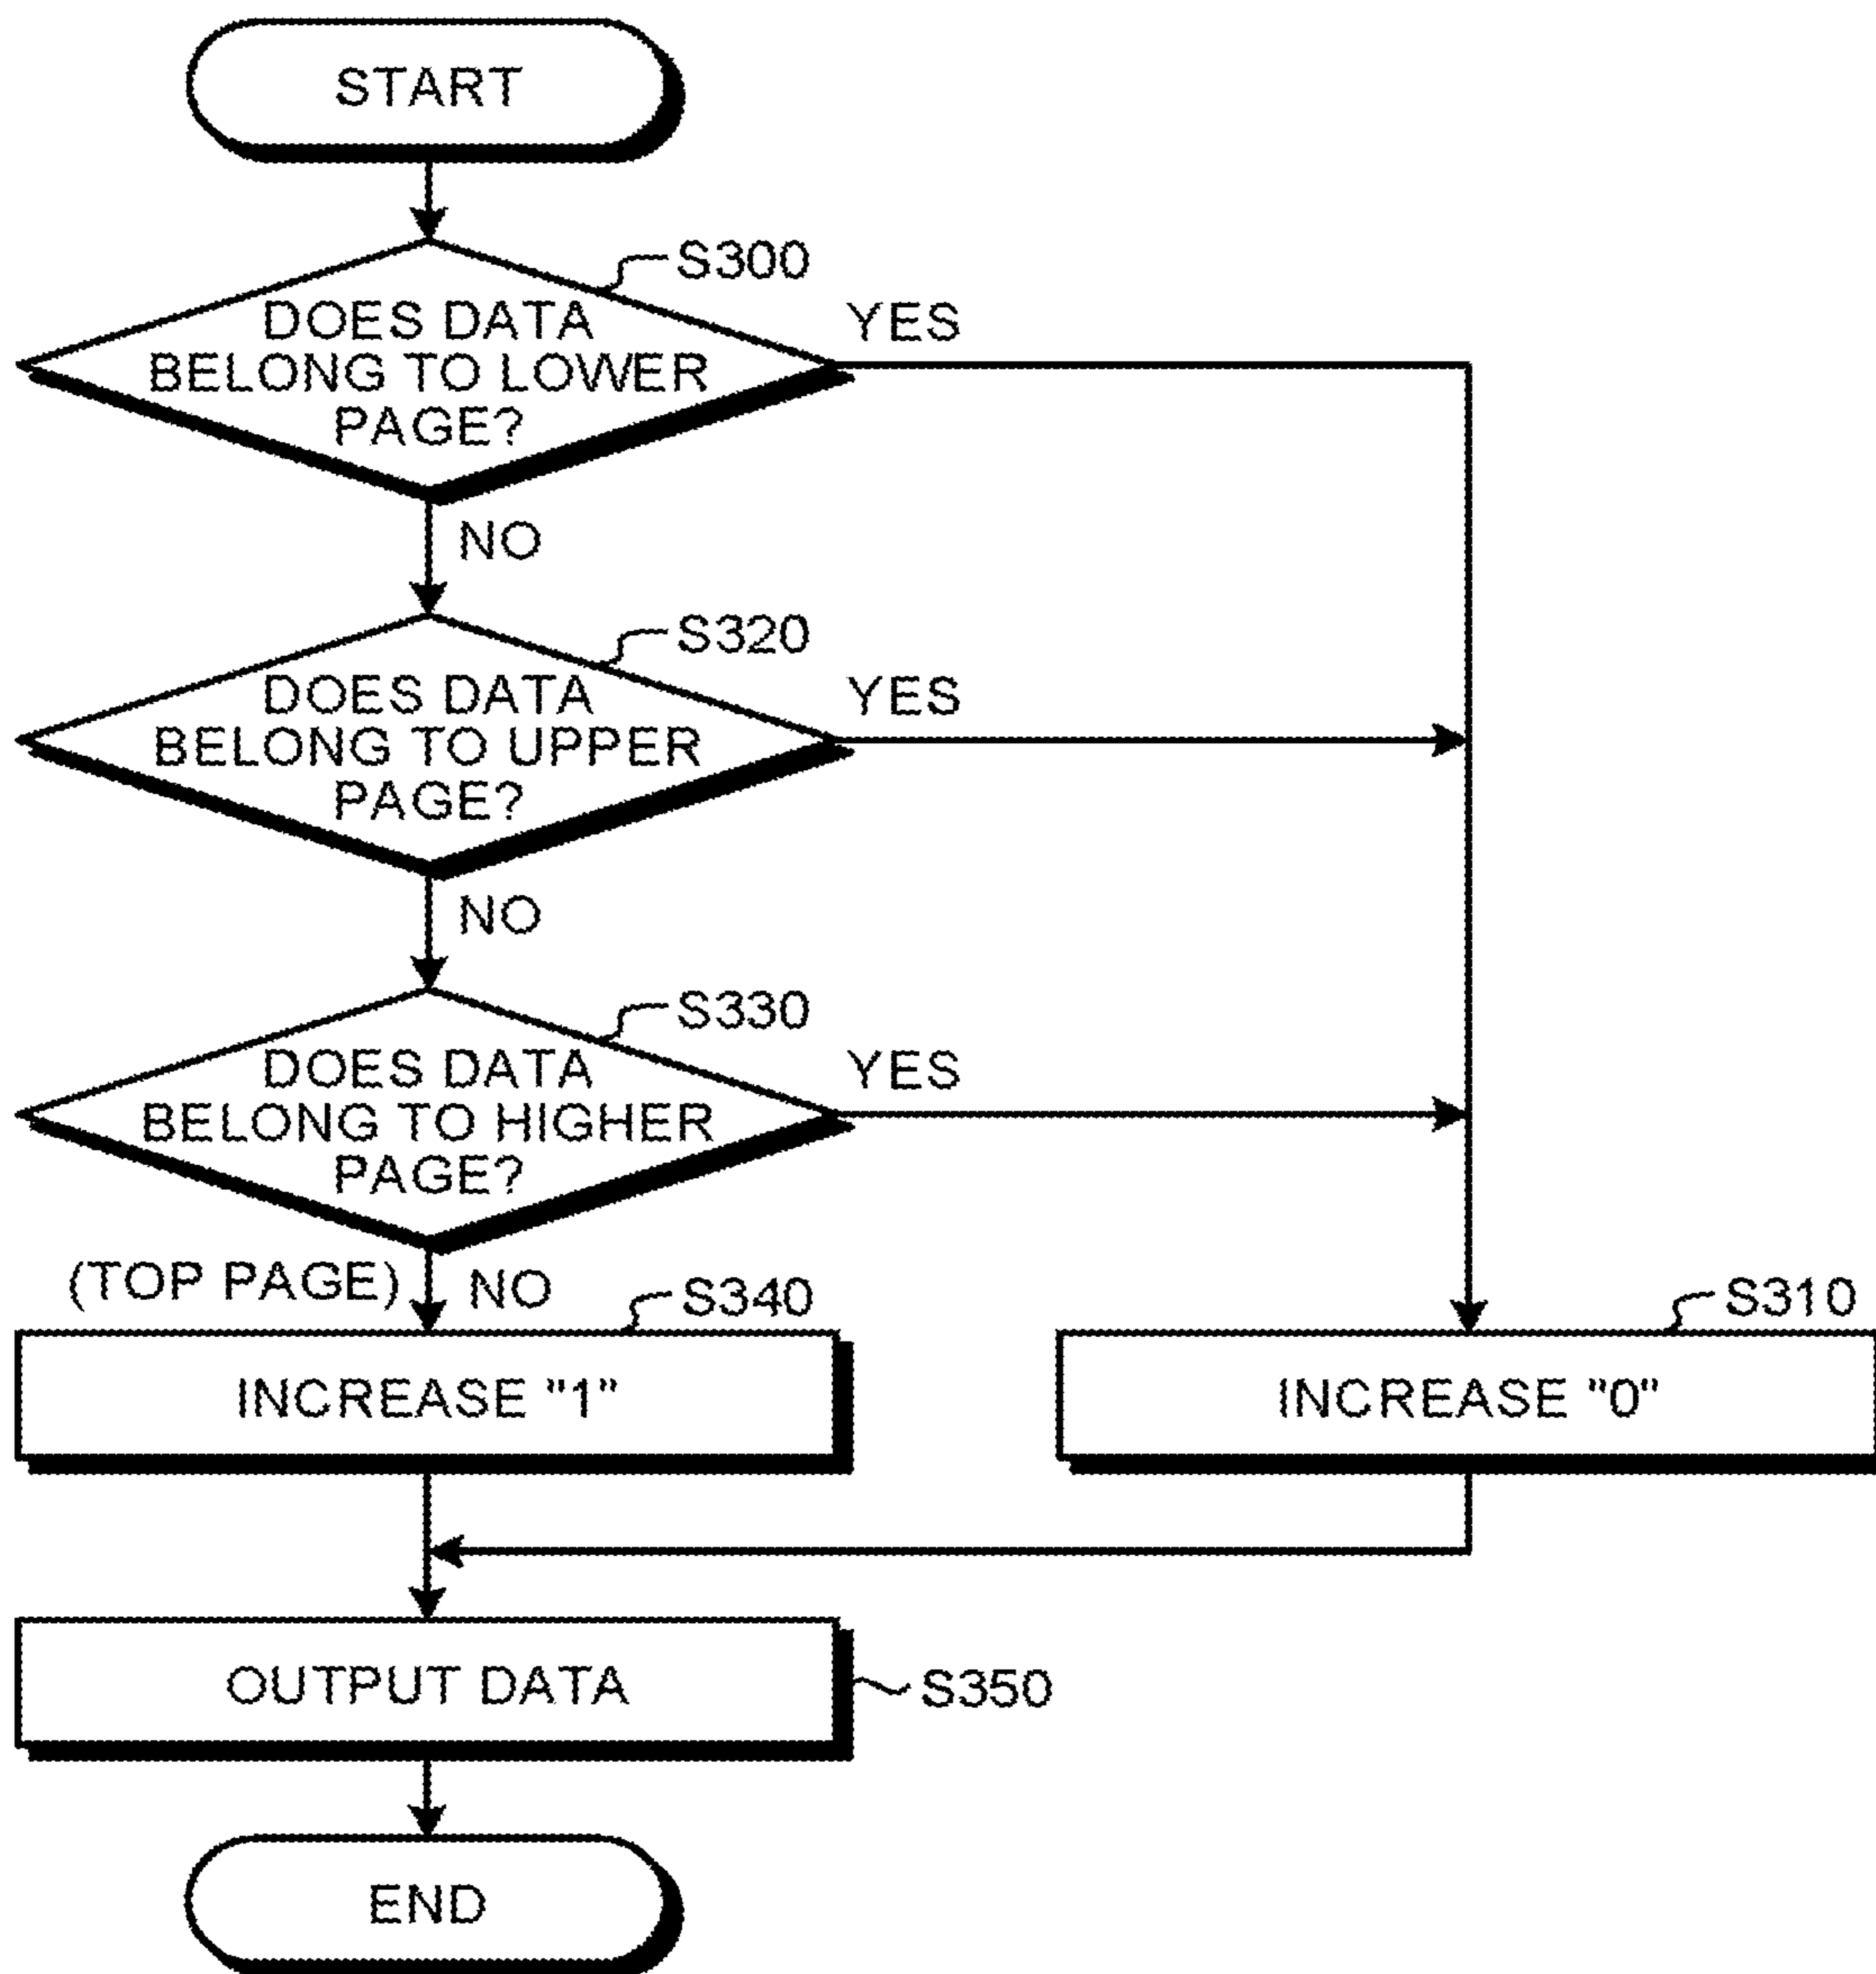 START
S300
DOES DATA
BELONG TO LOWER
PAGE?
YES
NO
S320
DOES DATA
BELONG TO UPPER
PAGE?
YES
NO
S330
DOES DATA
BELONG TO HIGHER
PAGE?
YES
(TOP PAGE)
NO
S340
INCREASE "1"
S310
INCREASE "0"
OUTPUT DATA
S350
END